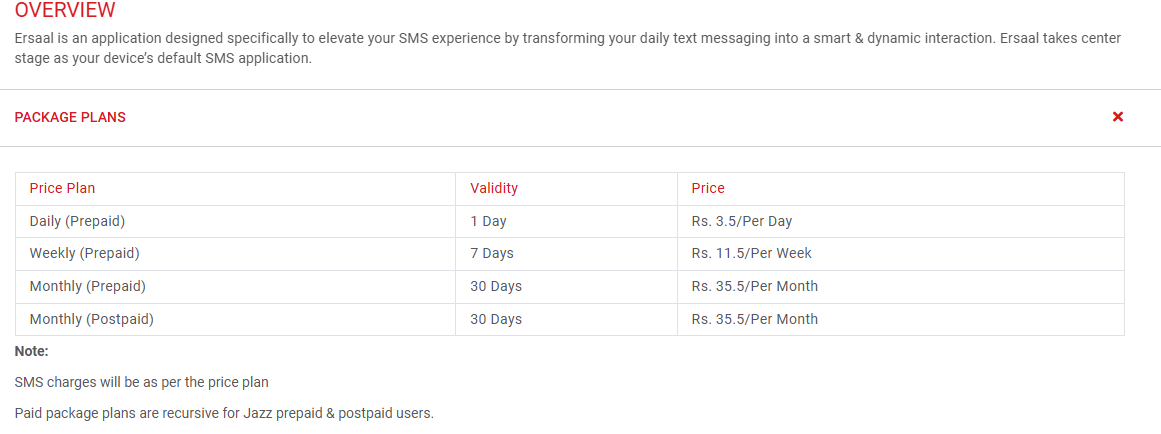 OVERVIEW
Ersaal is an application designed specifically to elevate your SMS experience by transforming your daily text messaging into a smart & dynamic interaction. Ersaal takes center
stage as your device’s default SMS application.
PACKAGE PLANS
Price Plan Validity Price
Daily (Prepaid) 1 Day Rs. 3.5/Per Day
Weekly (Prepaid) 7 Days Rs. 11.5/Per Week
Monthly (Prepaid) 30 Days Rs. 35.5/Per Month
Monthly (Postpaid) 30 Days Rs. 35.5/Per Month
Note:
SMS charges will be as per the price plan
Paid package plans are recursive for Jazz prepaid & postpaid users.